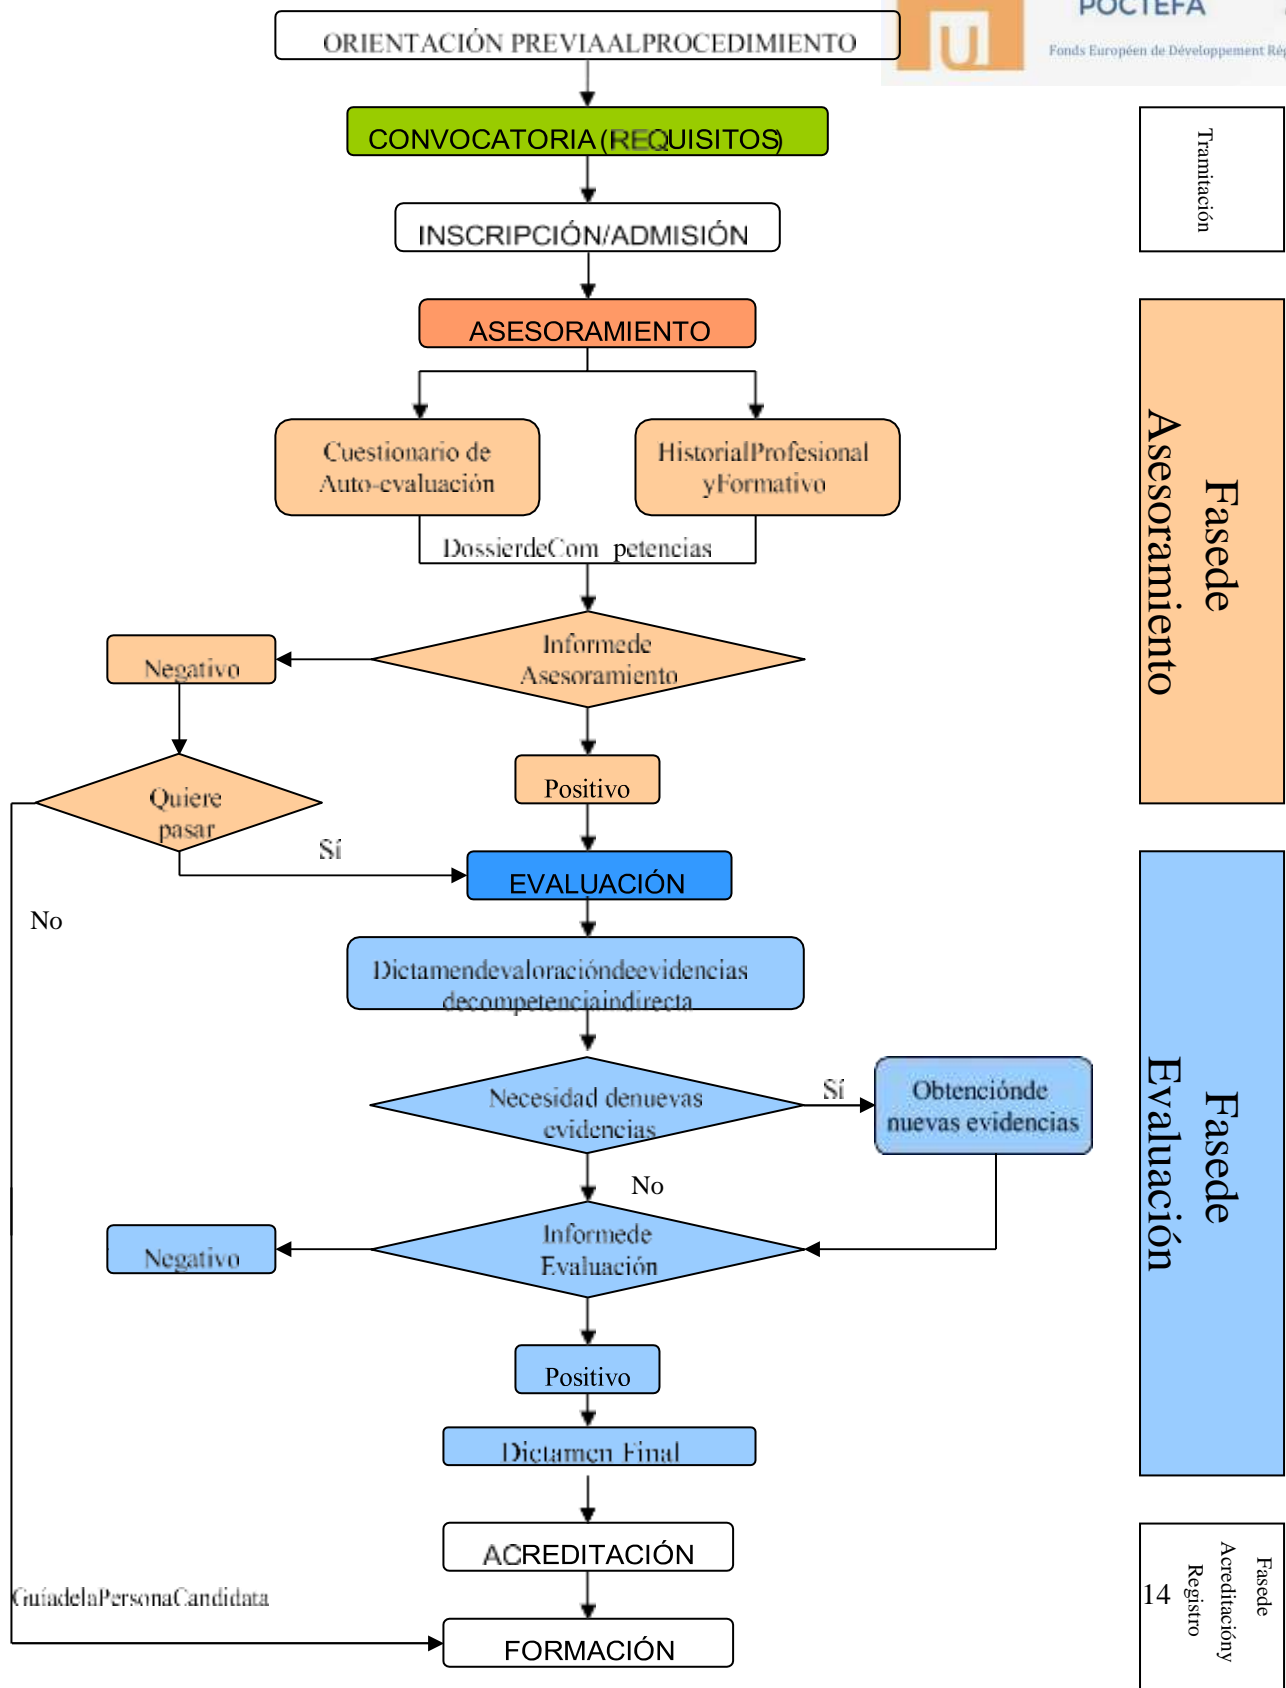 POCTEFA
Fonds Européen de Développement Rég
ORIENTACIÓN PREVIAALPROCEDIMIENTO
CONVOCATORIA (REQUISITOS)
Tramitación
INSCRIPCIÓN/ADMISIÓN
ASESORAMIENTO
Cuestionario de
Auto-evaluación
HistorialProfesional
yFormativo
DossierdeCom petencias
Fasede
Asesoramiento
Informede
Asesoramiento
Negativo
Positivo
Quiere
pasar
Sí
No
EVALUACIÓN
Dictamendevaloracióndeevidencias
decompetenciaindirecta
Necesidad denuevas
evidencias
Sí
Obtenciónde
nuevas evidencias
No
Fasede
Evaluación
Informede
Evaluación
Negativo
Positivo
Dictamen Final
ACREDITACIÓN
GuíadelaPersonaCandidata
FORMACIÓN
Fasede
Acreditacióny
Registro
14